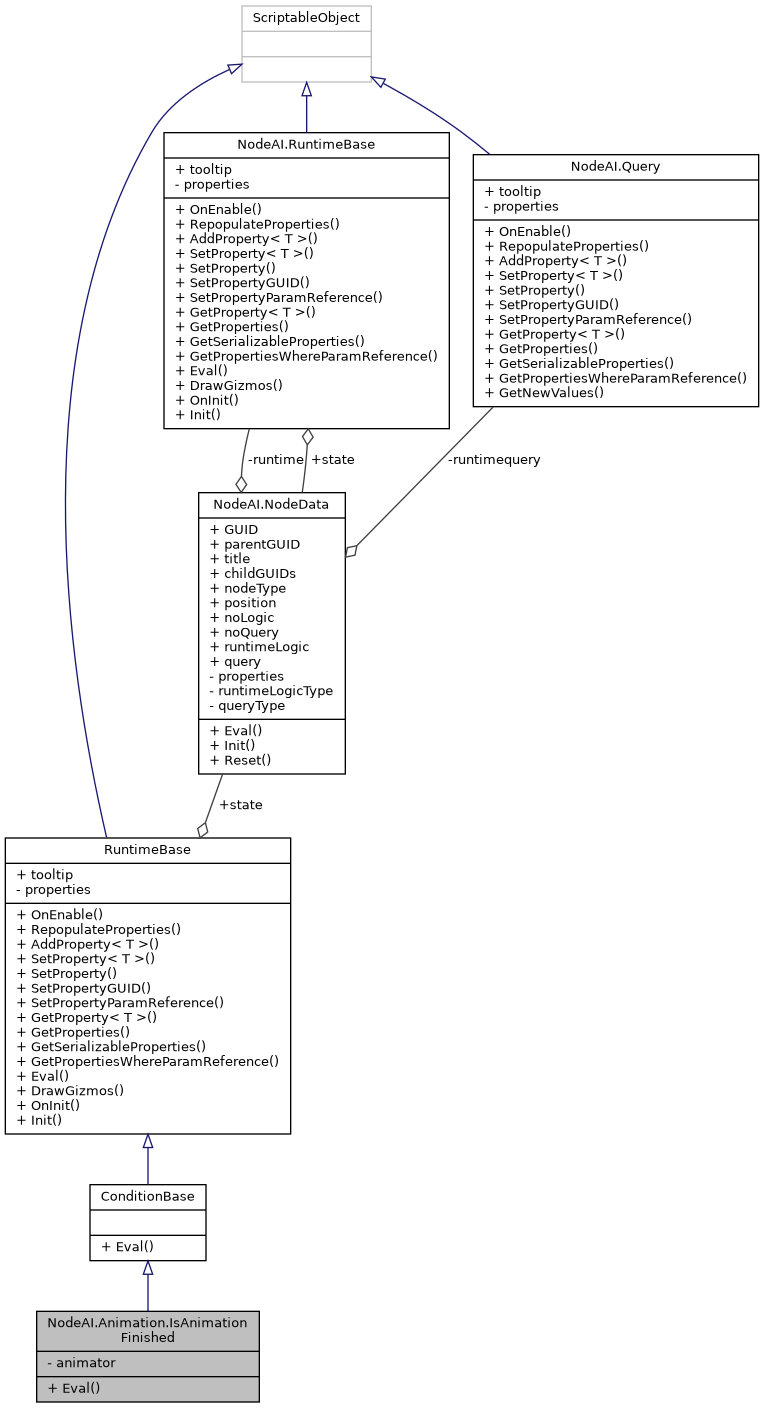 ScriptableObject
NodeAI.RuntimeBase
+ tooltip
- properties
+ OnEnable()
+ RepopulateProperties()
+ AddProperty< T >()
+ SetProperty< T >()
+ SetProperty()
+ SetPropertyGUID()
+ SetPropertyParamReference()
+ GetProperty< T >()
+ GetProperties()
+ GetSerializableProperties()
+ GetPropertiesWhereParamReference()
+ Eval()
+ DrawGizmos()
+ OnInit()
+ Init()
NodeAI.Query
+ tooltip
- properties
+ OnEnable()
+ RepopulateProperties()
+ AddProperty< T >()
+ SetProperty< T >()
+ SetProperty()
+ SetPropertyGUID()
+ SetPropertyParamReference()
+ GetProperty< T >()
+ GetProperties()
+ GetSerializableProperties()
+ GetPropertiesWhereParamReference()
+ GetNewValues()
-runtime
+state
-runtimequery
NodeAI.NodeData
+ GUID
+ parentGUID
+ title
+ childGUIDs
+ nodeType
+ position
+ noLogic
+ noQuery
+ runtimeLogic
+ query
- properties
- runtimeLogicType
- queryType
+ Eval()
+ Init()
+ Reset()
+state
RuntimeBase
+ tooltip
- properties
+ OnEnable()
+ RepopulateProperties()
+ AddProperty< T >()
+ SetProperty< T >()
+ SetProperty()
+ SetPropertyGUID()
+ SetPropertyParamReference()
+ GetProperty< T >()
+ GetProperties()
+ GetSerializableProperties()
+ GetPropertiesWhereParamReference()
+ Eval()
+ DrawGizmos()
+ OnInit()
+ Init()
ConditionBase
+ Eval()
NodeAI.Animation.IsAnimation
Finished
- animator
+ Eval()